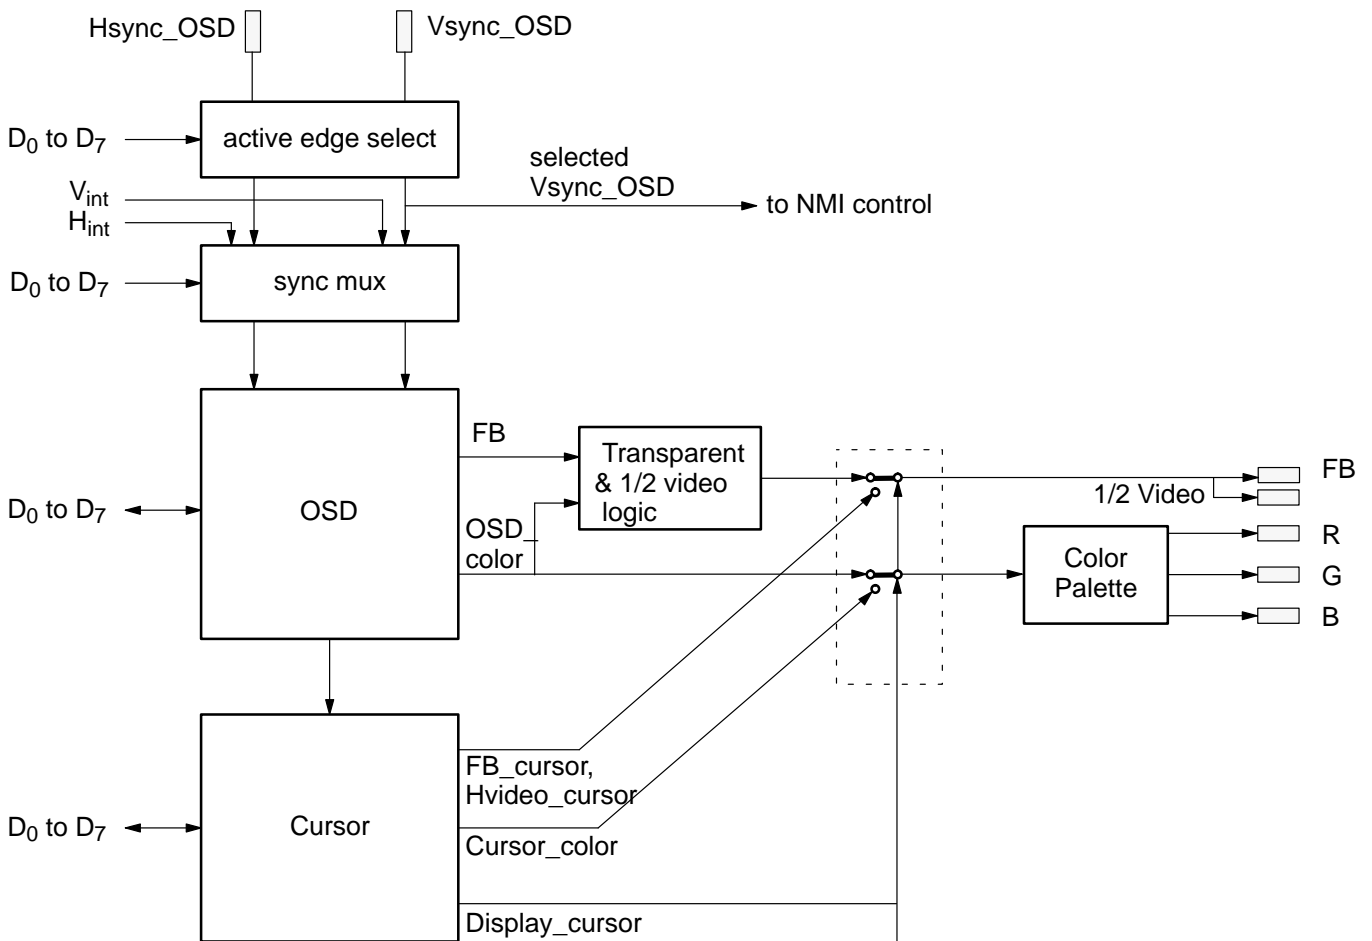 Hsync_OSD
Vsync_OSD
D0 to D7
active edge select
selected
Vsync_OSD
to NMI control
Vint
Hint
D0 to D7
sync mux
FB
Transparent
& 1/2 video
logic
FB
1/2 Video
D0 to D7
OSD
OSD_
color
Color
Palette
R
G
B
FB_cursor,
Hvideo_cursor
D0 to D7
Cursor
Cursor_color
Display_cursor